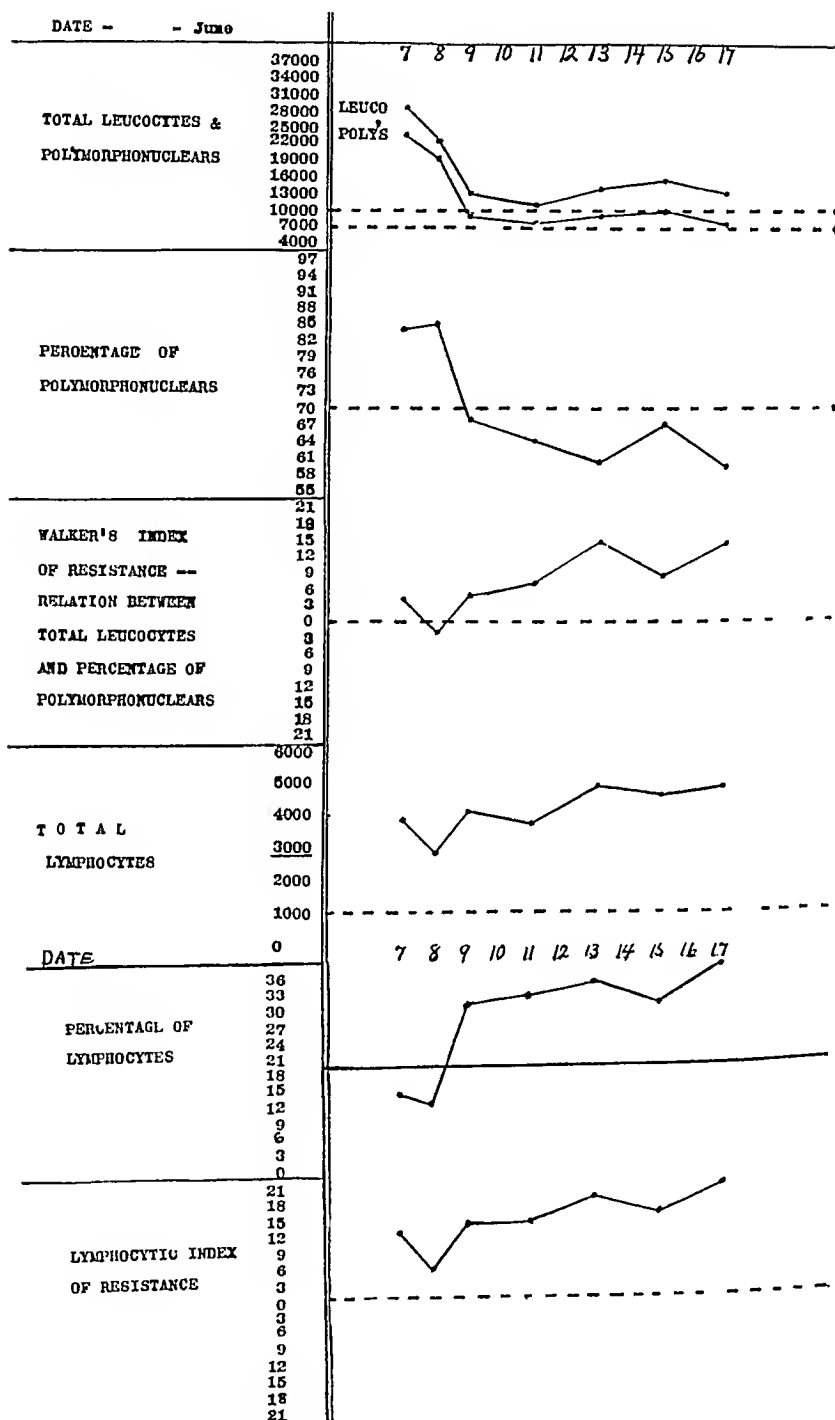 DATE - - June
7 8 9 10 11 12 13 14 15 16 17
37000
34000
31000
28000 LEUCO
TOTAL LEUCOCYTES & 25000
22000 POLY'S
POLYMORPHONUCLEARS 19000
16000
13000
10000
7000
4000
97
94
91
88
85
82
PERCENTAGE OF 79
76
POLYMORPHONUCLEARS 73
70
67
64
61
58
55
21
18
WALKER'S INDEX 15
12
OF RESISTANCE -- 9
6
RELATION BETWEEN 3
0
TOTAL LEUCOCYTES 3
6
AND PERCENTAGE OF 9
12
POLYMORPHONUCLEARS 15
18
21
6000
5000
4000
TOTAL
3000
LYMPHOCYTES
2000
1000
0
DATE 7 8 9 10 11 12 13 14 15 16 17
36
33
30
PERCENTAGE OF 27
24
LYMPHOCYTES 21
18
15
12
9
6
3
0
21
18
15
12
LYMPHOCYTIC INDEX 9
6
OF RESISTANCE 3
0
3
6
9
12
15
18
21